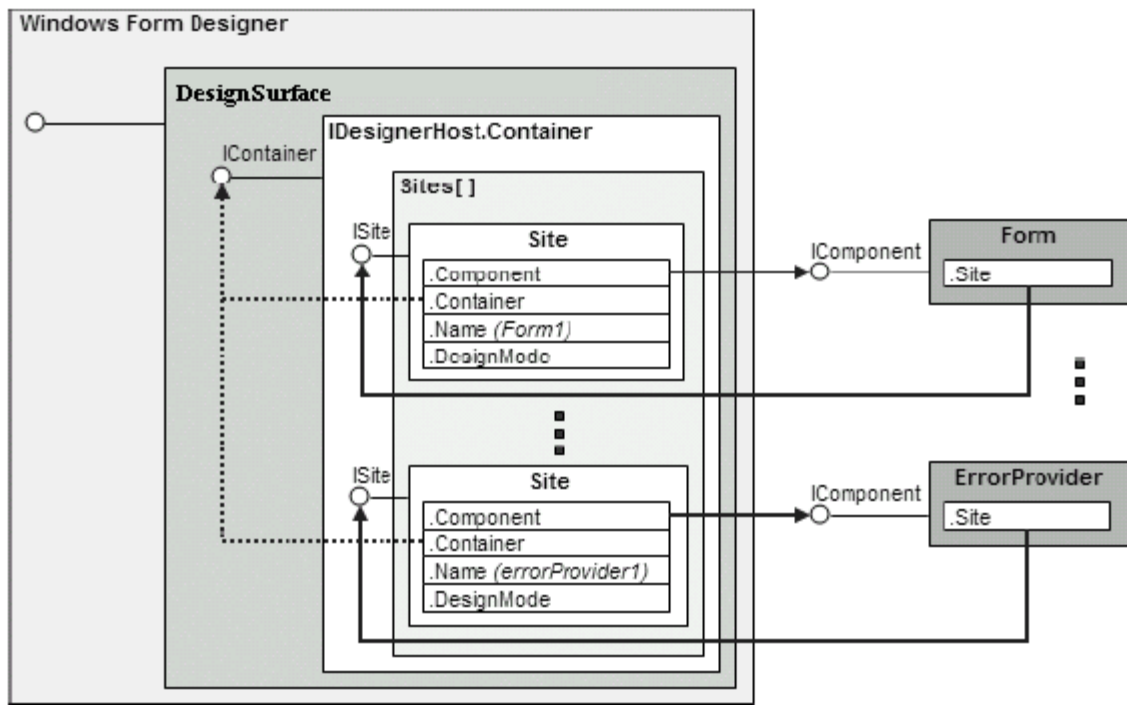 Windows Form Designer
DesignSurface
IDesignerHost.Container
IContainer
Sites[ ]
ISite
Site
.Component
.Container
.Name (Form1)
.DesignMode
IComponent
Form
.Site
ISite
Site
.Component
.Container
.Name (errorProvider1)
.DesignMode
IComponent
ErrorProvider
.Site